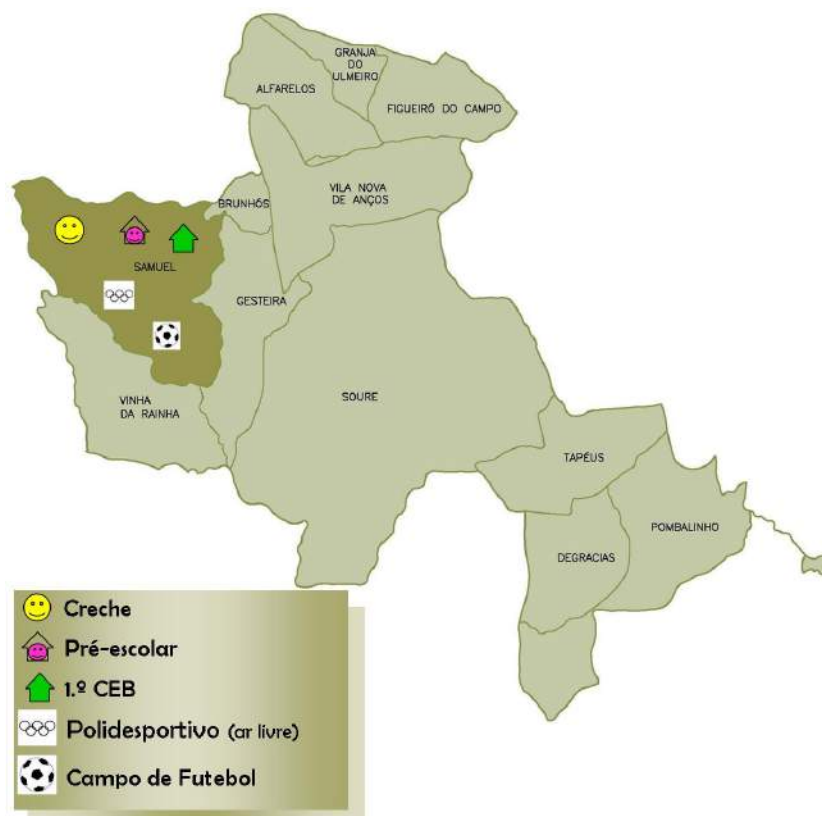 GRANJA
DO
ULMEIRO
ALFARELOS
FIGUEIRÓ DO CAMPO
VILA NOVA
DE ANÇOS
BRUNHÓS
SAMUEL
GESTEIRA
VINHA
DA RAINHA
SOURE
TAPÉUS
POMBALINHO
DEGRACIAS
Creche
Pré-escolar
1.º CEB
Polidesportivo (ar livre)
Campo de Futebol